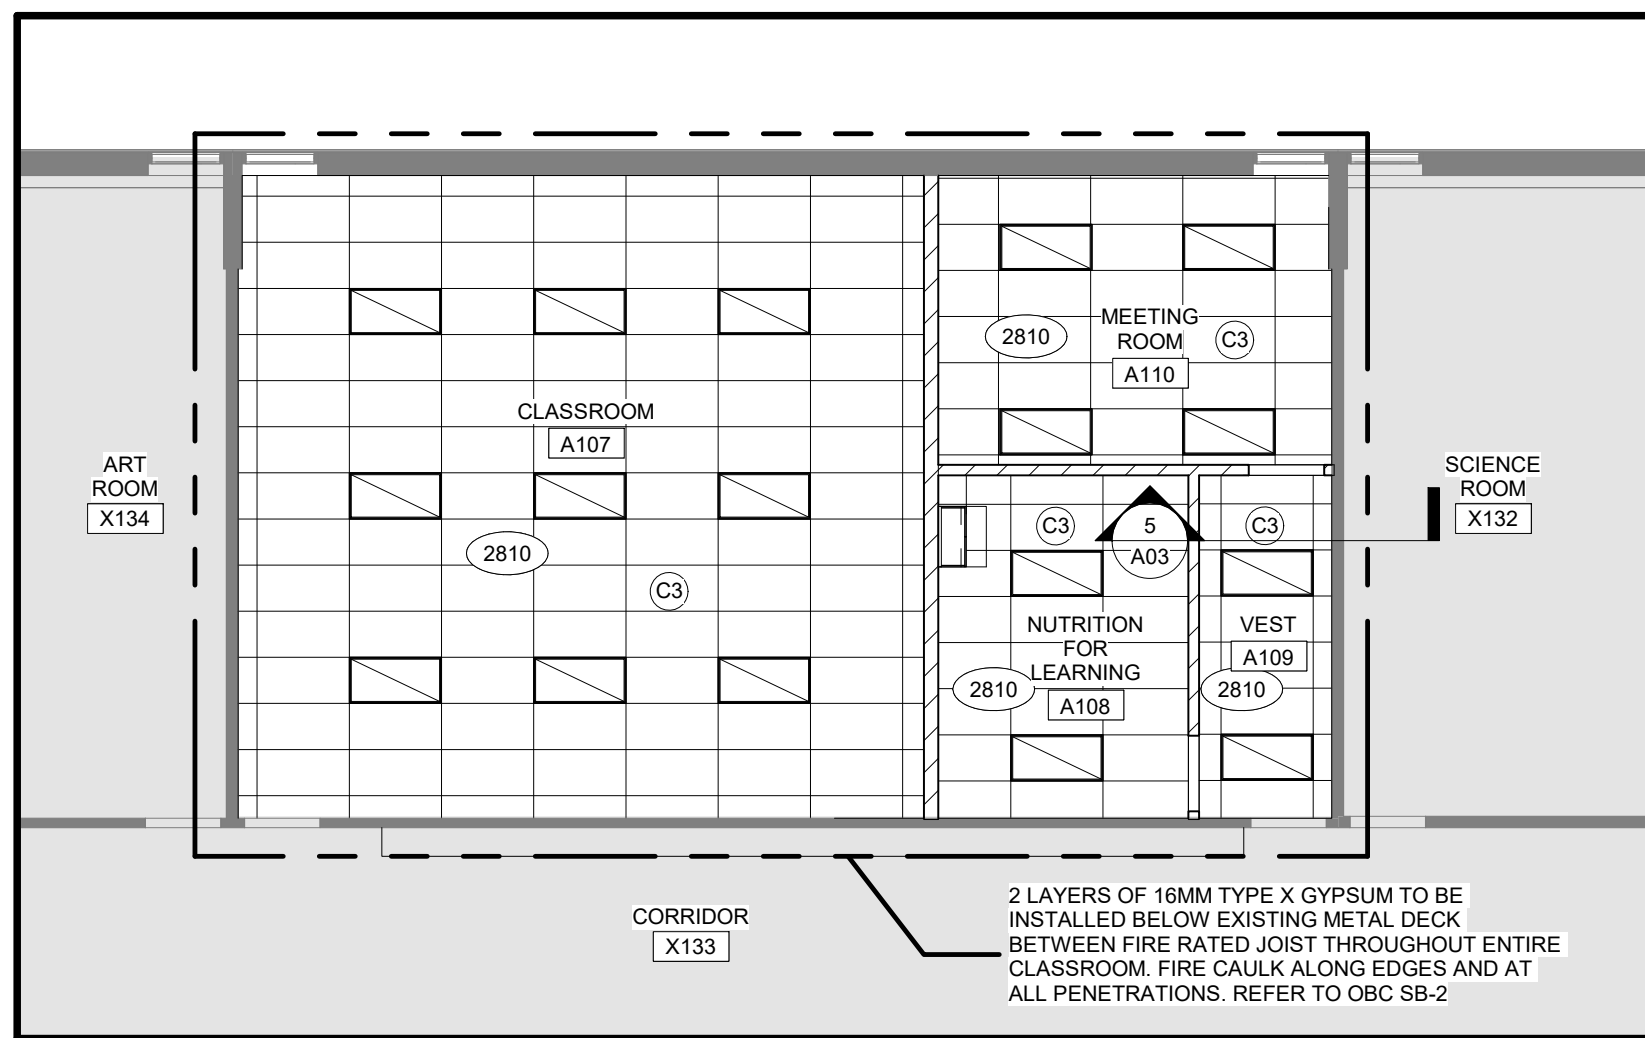 MEETING
ROOM
A110
2810
C3
CLASSROOM
A107
2810
C3
ART
ROOM
X134
SCIENCE
ROOM
X132
C3
5
A03
C3
NUTRITION
FOR
LEARNING
A108
2810
VEST
A109
2810
CORRIDOR
X133
2 LAYERS OF 16MM TYPE X GYPSUM TO BE
INSTALLED BELOW EXISTING METAL DECK
BETWEEN FIRE RATED JOIST THROUGHOUT ENTIRE
CLASSROOM. FIRE CAULK ALONG EDGES AND AT
ALL PENETRATIONS. REFER TO OBC SB-2